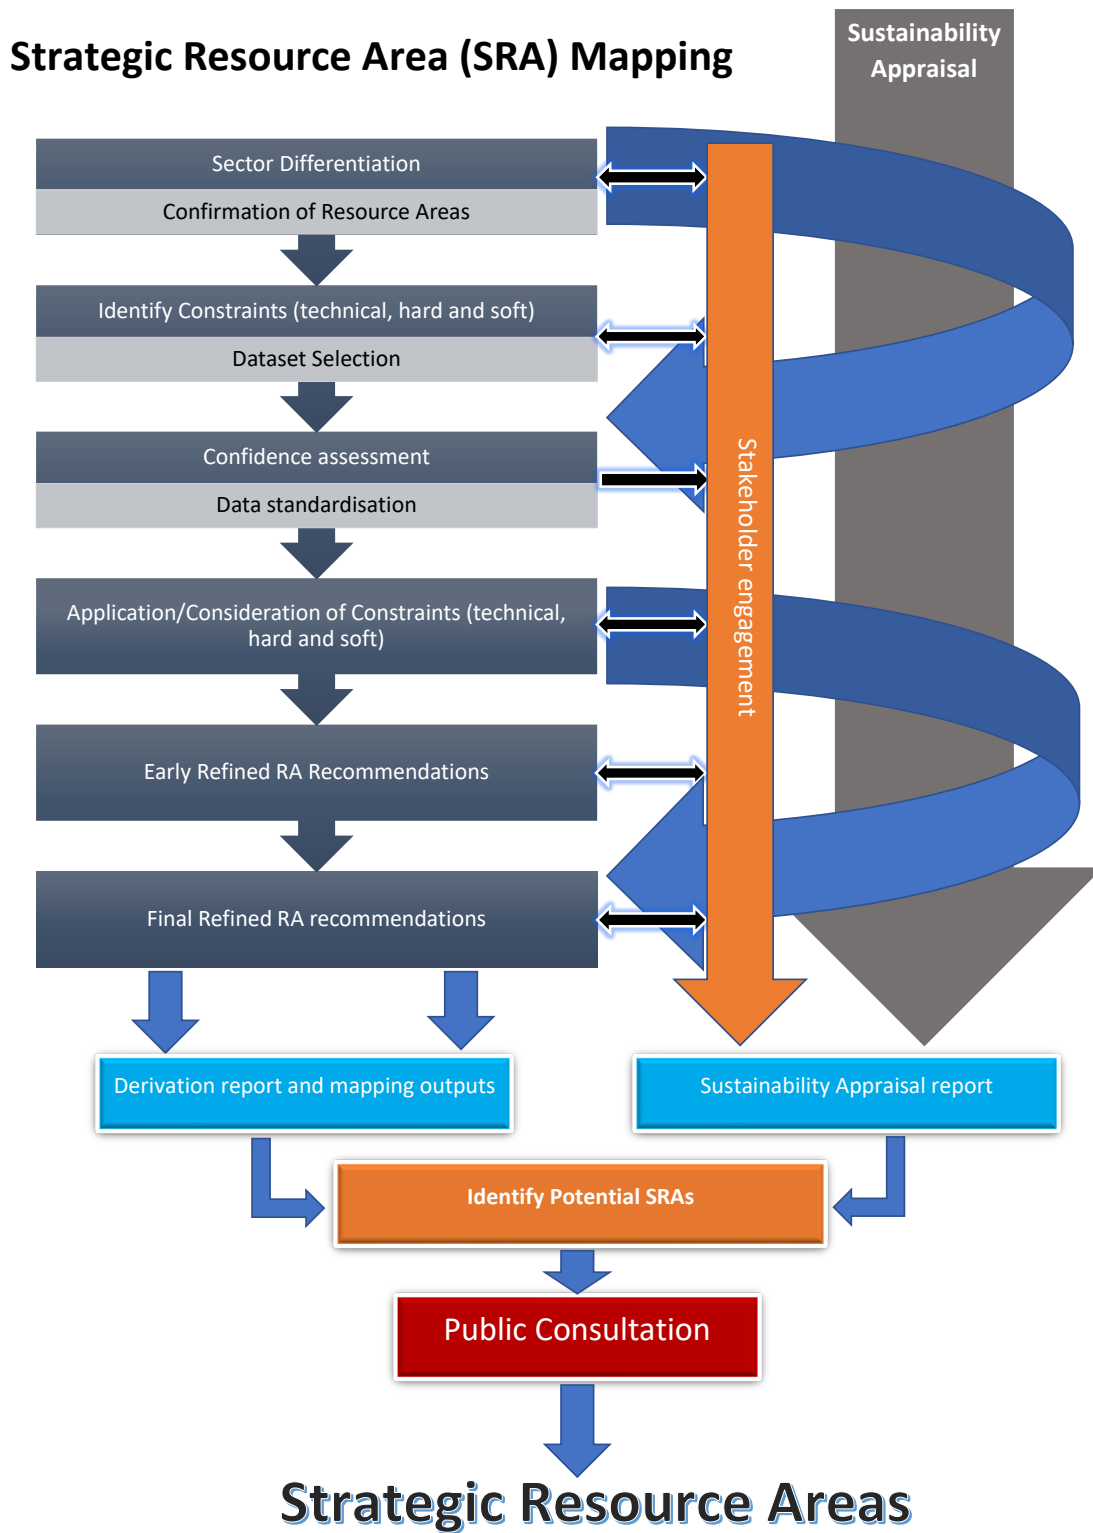 Strategic Resource Area (SRA) Mapping
Sustainability
Appraisal
Sector Differentiation
Confirmation of Resource Areas
Identify Constraints (technical, hard and soft)
Dataset Selection
Confidence assessment
Data standardisation
Application/Consideration of Constraints (technical,
hard and soft)
Early Refined RA Recommendations
Final Refined RA recommendations
Stakeholder engagement
Derivation report and mapping outputs
Sustainability Appraisal report
Identify Potential SRAs
Public Consultation
Strategic Resource Areas